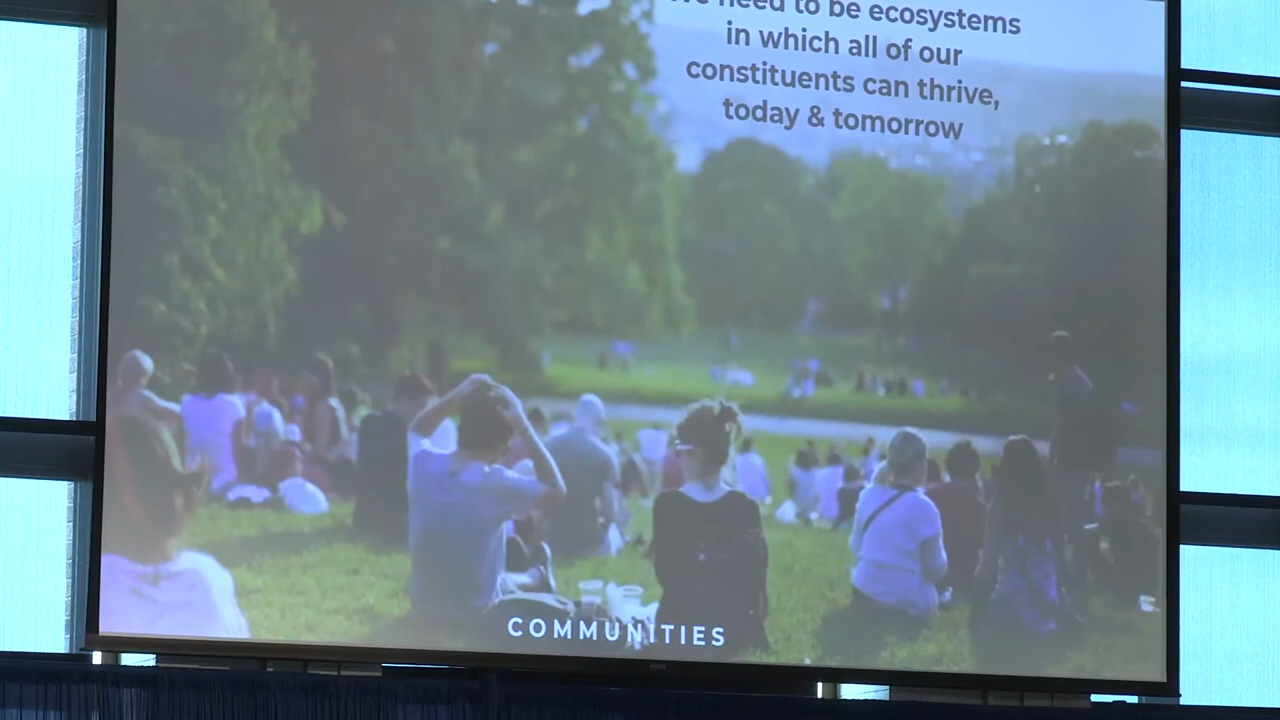 need to be ecosystems
in which all of our
constituents can thrive,
today & tomorrow
COMMUNITIES